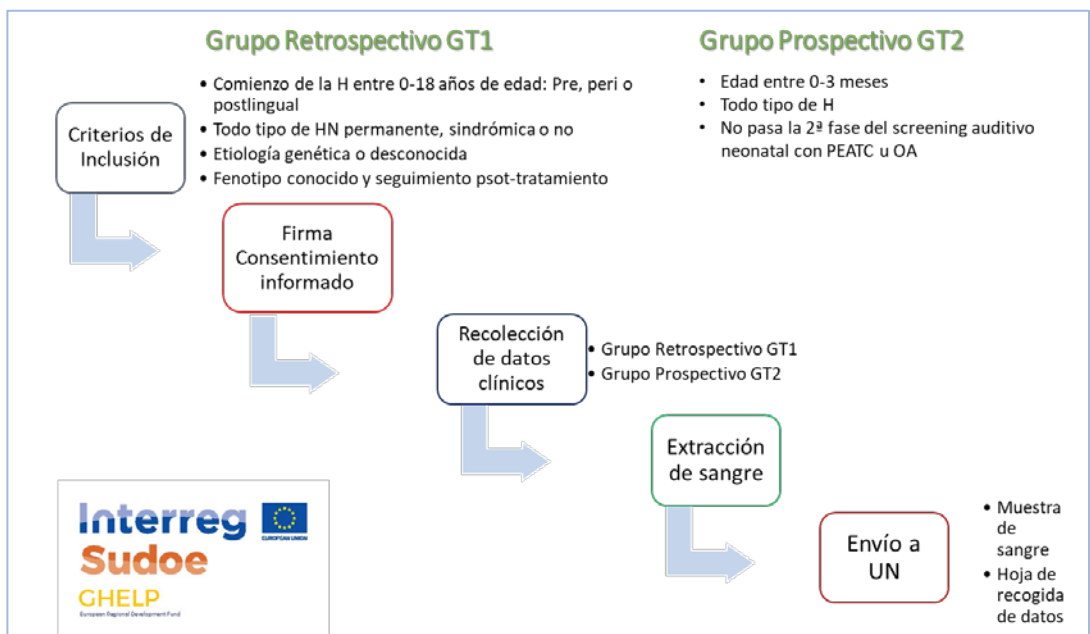 Grupo Retrospectivo GT1
• Comienzo de la H entre 0-18 años de edad: Pre, peri o
postlingual
• Todo tipo de HN permanente, sindrómica o no
• Etiología genética o desconocida
• Fenotipo conocido y seguimiento psot-tratamiento
Grupo Prospectivo GT2
• Edad entre 0-3 meses
• Todo tipo de H
• No pasa la 2ª fase del screening auditivo
neonatal con PEATC u OA
Criterios de
Inclusión
Firma
Consentimiento
informado
Recolección
de datos
clínicos
• Grupo Retrospectivo GT1
• Grupo Prospectivo GT2
Extracción
de sangre
Envío a
UN
• Muestra
de
sangre
• Hoja de
recogida
de datos
Interreg
EUROPEAN UNION
Sudoe
GHELP
European Regional Development Fund